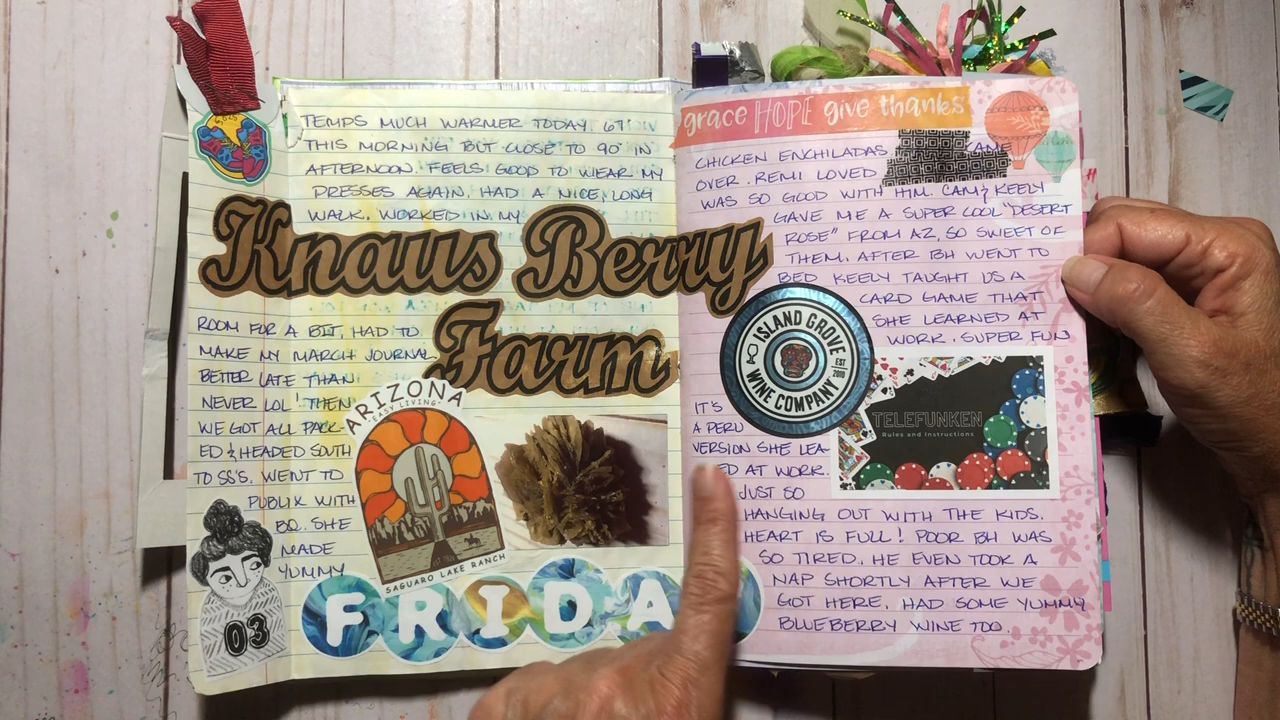 TEMPS MUCH WARMER TODAY. 67°
THIS MORNING BUT CLOSE TO 90° IN
AFTERNOON. FEELS GOOD TO WEAR MY
DRESSES AGAIN. HAD A NICE, LONG
WALK. WORKED IN MY
Knaus Berry
Farm
ROOM FOR A BIT, HAD TO
MAKE MY MARCH JOURNAL,
BETTER LATE THAN
NEVER LOL! THEN
WE GOT ALL PACK-
ED & HEADED SOUTH
TO SS'S. WENT TO
PUBLIX WITH
BQ. SHE
MADE
YUMMY
ARIZONA
EASY LIVING
SAGUARO LAKE RANCH
03
FRIDA
grace HOPE give thanks
CHICKEN ENCHILADAS CAME
OVER. REMI LOVED
WAS SO GOOD WITH HIM. CAM & KEELY
GAVE ME A SUPER COOL "DESERT
ROSE" FROM AZ, SO SWEET OF
THEM. AFTER BH WENT TO
BED KEELY TAUGHT US A
CARD GAME THAT
SHE LEARNED AT
WORK. SUPER FUN
ISLAND GROVE
EST
2010
WINE COMPANY
TELEFUNKEN
Rules and Instructions
IT'S
A PERU
VERSION SHE LEA
ED AT WORK.
JUST SO
HANGING OUT WITH THE KIDS.
HEART IS FULL! POOR BH WAS
SO TIRED. HE EVEN TOOK A
NAP SHORTLY AFTER WE
GOT HERE. HAD SOME YUMMY
BLUEBERRY WINE TOO